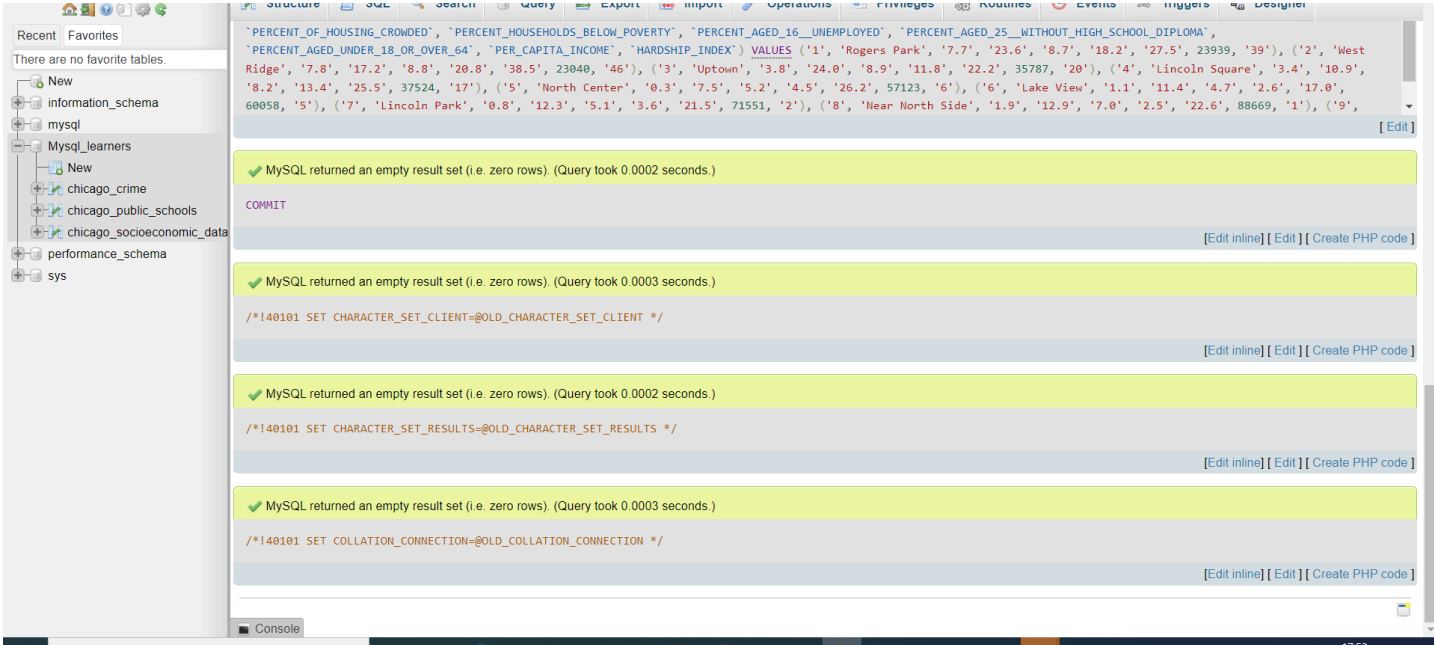 Structure SQL Search Query Export Import Operations Privileges Routines Events Triggers Designer
Recent Favorites
There are no favorite tables.
New
information_schema
mysql
Mysql_learners
New
chicago_crime
chicago_public_schools
chicago_socioeconomic_data
performance_schema
sys
`PERCENT_OF_HOUSING_CROWDED`, `PERCENT_HOUSEHOLDS_BELOW_POVERTY`, `PERCENT_AGED_16__UNEMPLOYED`, `PERCENT_AGED_25__WITHOUT_HIGH_SCHOOL_DIPLOMA`,
`PERCENT_AGED_UNDER_18_OR_OVER_64`, `PER_CAPITA_INCOME`, `HARDSHIP_INDEX`) VALUES ('1', 'Rogers Park', '7.7', '23.6', '8.7', '18.2', '27.5', 23939, '39'), ('2', 'West
Ridge', '7.8', '17.2', '8.8', '20.8', '38.5', 23040, '46'), ('3', 'Uptown', '3.8', '24.0', '8.9', '11.8', '22.2', 35787, '20'), ('4', 'Lincoln Square', '3.4', '10.9',
'8.2', '13.4', '25.5', 37524, '17'), ('5', 'North Center', '0.3', '7.5', '5.2', '4.5', '26.2', 57123, '6'), ('6', 'Lake View', '1.1', '11.4', '4.7', '2.6', '17.0',
60058, '5'), ('7', 'Lincoln Park', '0.8', '12.3', '5.1', '3.6', '21.5', 71551, '2'), ('8', 'Near North Side', '1.9', '12.9', '7.0', '2.5', '22.6', 88669, '1'), ('9',
[ Edit ]
MySQL returned an empty result set (i.e. zero rows). (Query took 0.0002 seconds.)
COMMIT
[Edit inline] [ Edit ] [ Create PHP code ]
MySQL returned an empty result set (i.e. zero rows). (Query took 0.0003 seconds.)
/*!40101 SET CHARACTER_SET_CLIENT=@OLD_CHARACTER_SET_CLIENT */
[Edit inline] [ Edit ] [ Create PHP code ]
MySQL returned an empty result set (i.e. zero rows). (Query took 0.0002 seconds.)
/*!40101 SET CHARACTER_SET_RESULTS=@OLD_CHARACTER_SET_RESULTS */
[Edit inline] [ Edit ] [ Create PHP code ]
MySQL returned an empty result set (i.e. zero rows). (Query took 0.0003 seconds.)
/*!40101 SET COLLATION_CONNECTION=@OLD_COLLATION_CONNECTION */
[Edit inline] [ Edit ] [ Create PHP code ]
Console